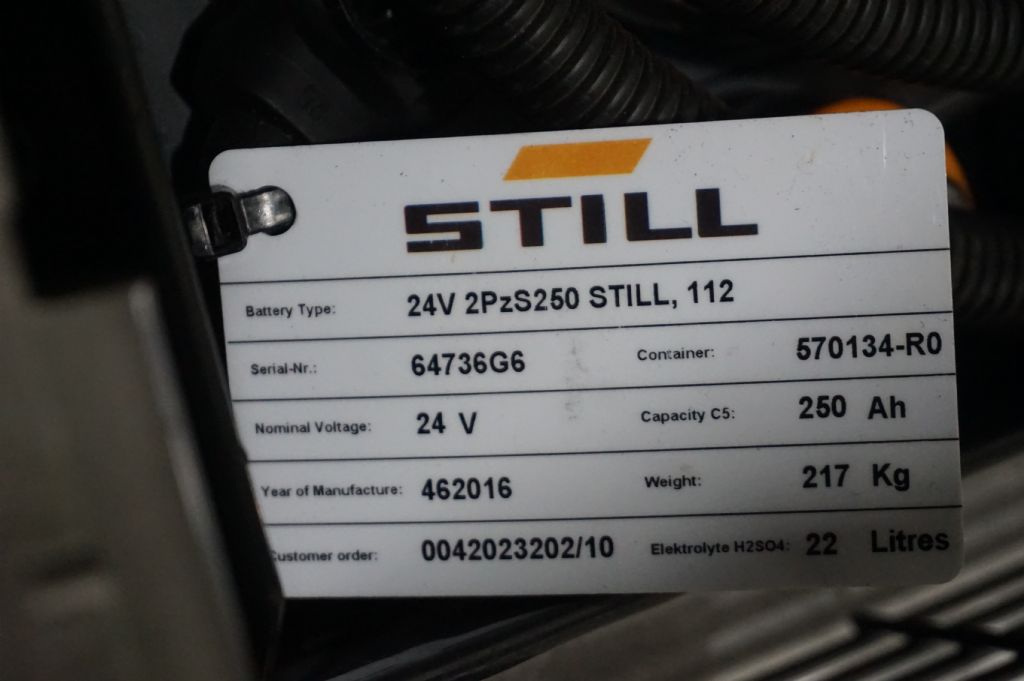 STILL
Battery Type: 24V 2PzS250 STILL, 112
Serial-Nr.: 64736G6 Container: 570134-R0
Nominal Voltage: 24 V Capacity C5: 250 Ah
Year of Manufacture: 462016 Weight: 217 Kg
Customer order: 0042023202/10 Elektrolyte H2SO4: 22 Litres